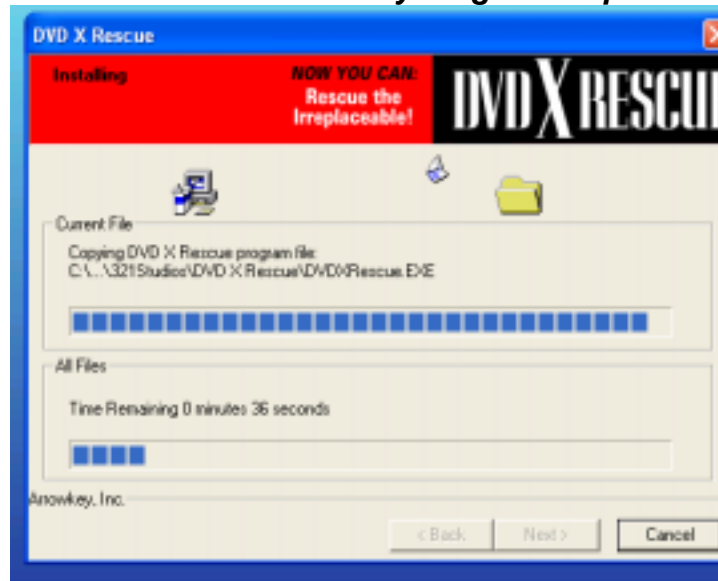 DVD X Rescue
Installing
NOW YOU CAN:
Rescue the
Irreplaceable!
DVD X RESCUE
Current File
Copying DVD X Rescue program file:
C:\...\321Studios\DVD X Rescue\DVDXRescue.EXE
All Files
Time Remaining 0 minutes 36 seconds
Arrowkey, Inc.
< Back
Next >
Cancel